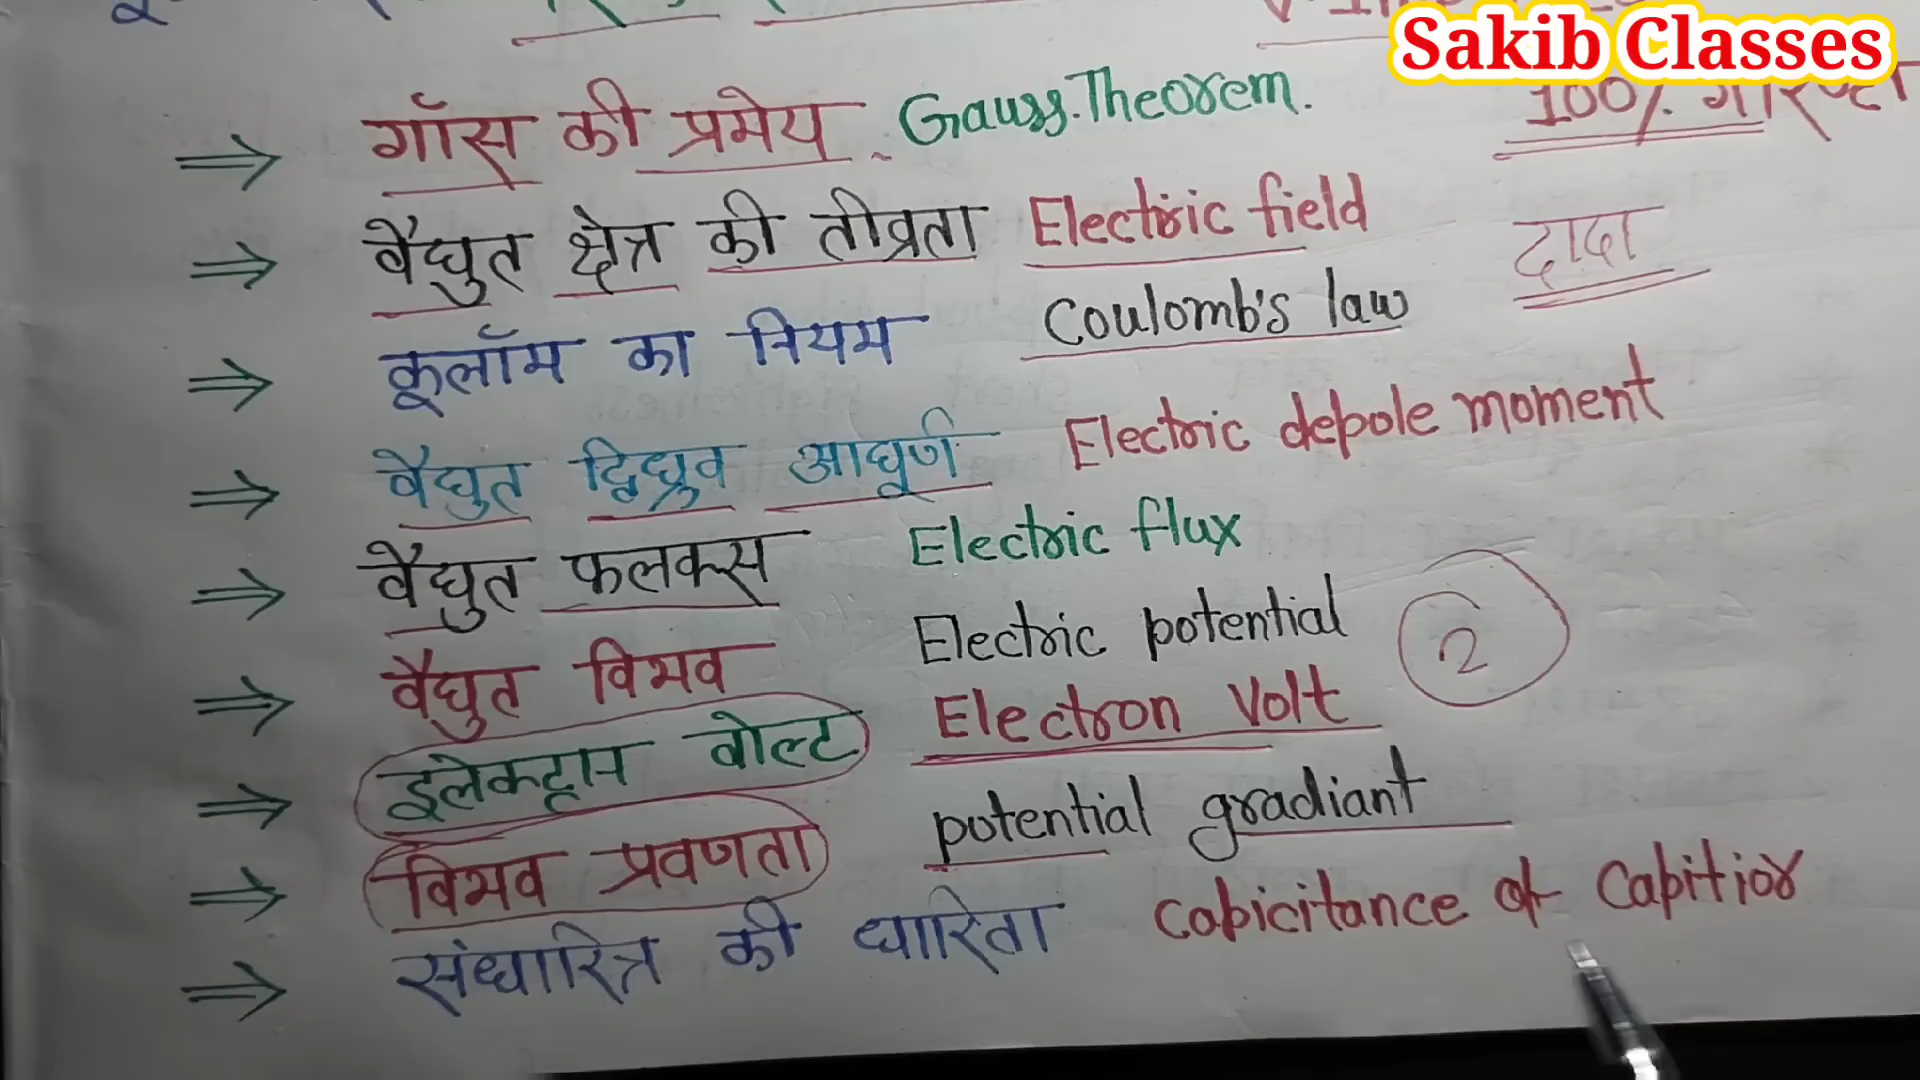 Sakib Classes
⇒ गॉस की प्रमेय Gauss.Theorem. 100% गारण्टी
⇒ वैद्युत क्षेत्र की तीव्रता Electric field टाटा
⇒ कूलॉम का नियम Coulomb's law
⇒ वैद्युत द्विध्रुव आघूर्ण Electric depole moment
⇒ वैद्युत फलक्स Electric flux
⇒ वैद्युत विभव Electric potential 2
⇒ इलेक्ट्रान वोल्ट Electron Volt
⇒ विभव प्रवणता potential gradiant
⇒ संधारित्र की धारिता Capicitance of Capitior